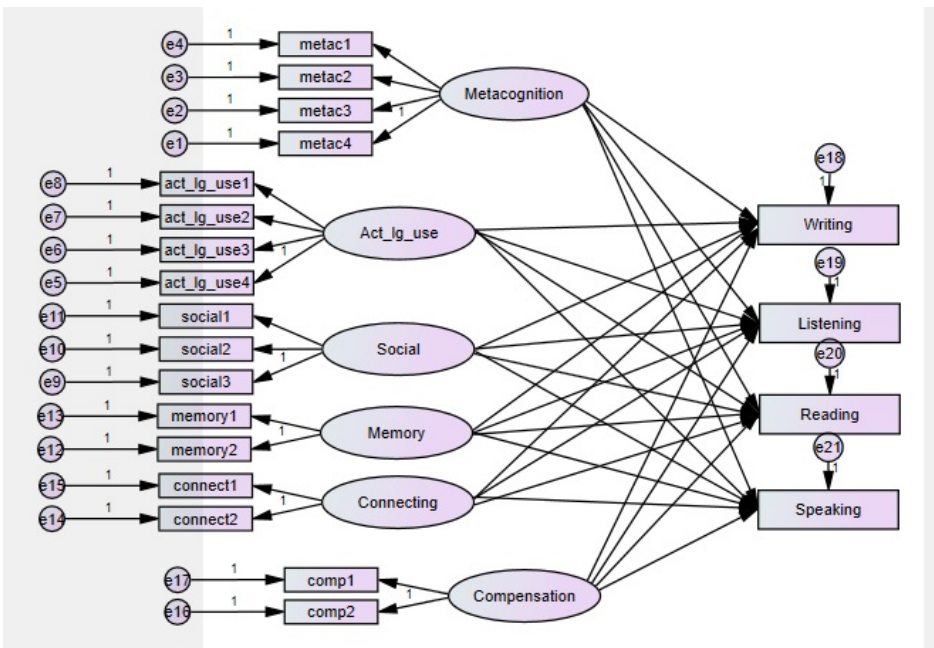 e4 1 metac1
e3 1 metac2
e2 1 metac3 1
e1 1 metac4
Metacognition
e18
1
Writing
e8 1 act_lg_use1
e7 1 act_lg_use2
e6 1 act_lg_use3
e5 1 act_lg_use4
1
Act_lg_use
e19
1
Listening
e11 1 social1
e10 1 social2
e9 1 social3
1
Social
e20
1
Reading
e13 1 memory1
e12 1 memory2
1
Memory
e21
1
Speaking
e15 1 connect1
e14 1 connect2
1
Connecting
e17 1 comp1
e16 1 comp2
1
Compensation